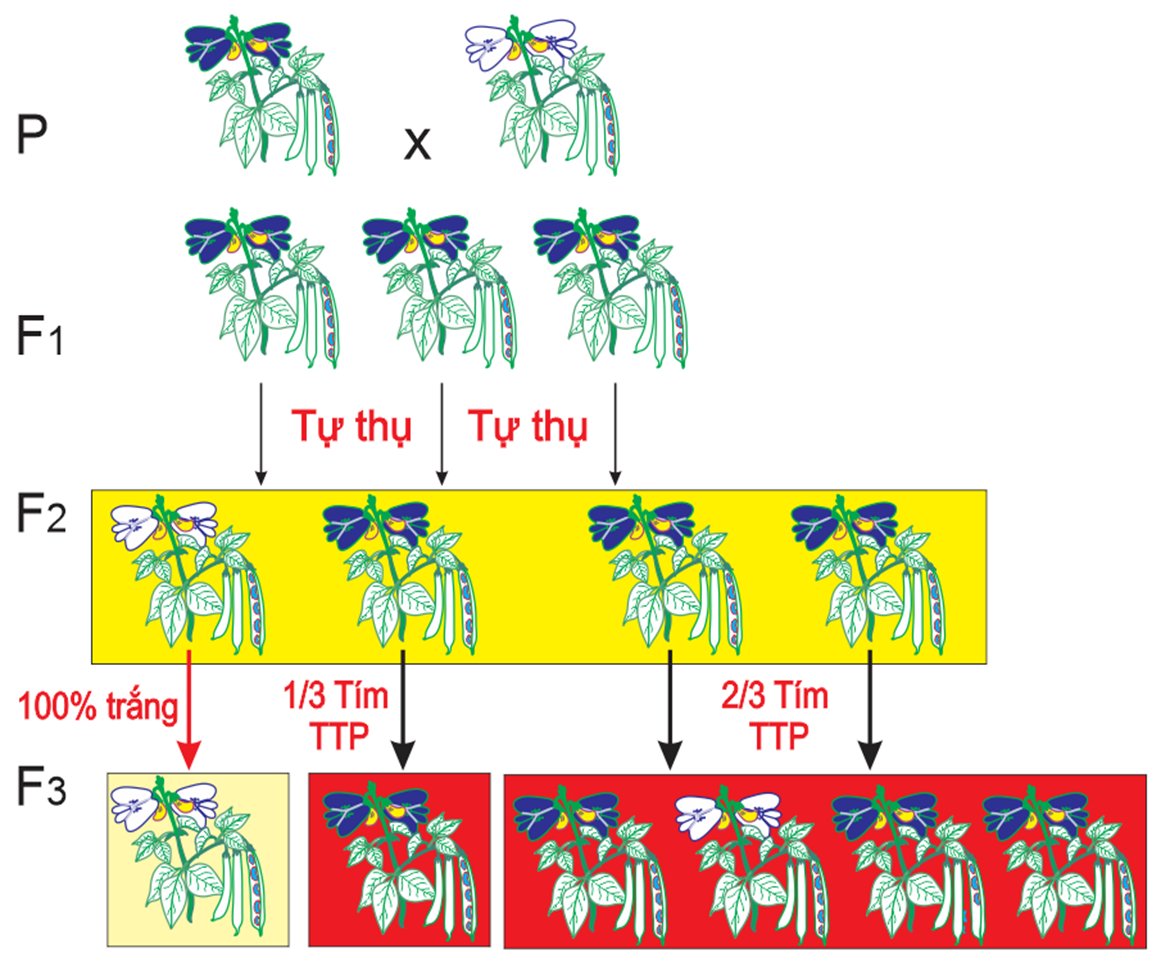 P
x
F1
Tự thụ
Tự thụ
F2
100% trắng
1/3 Tím
TTP
2/3 Tím
TTP
F3